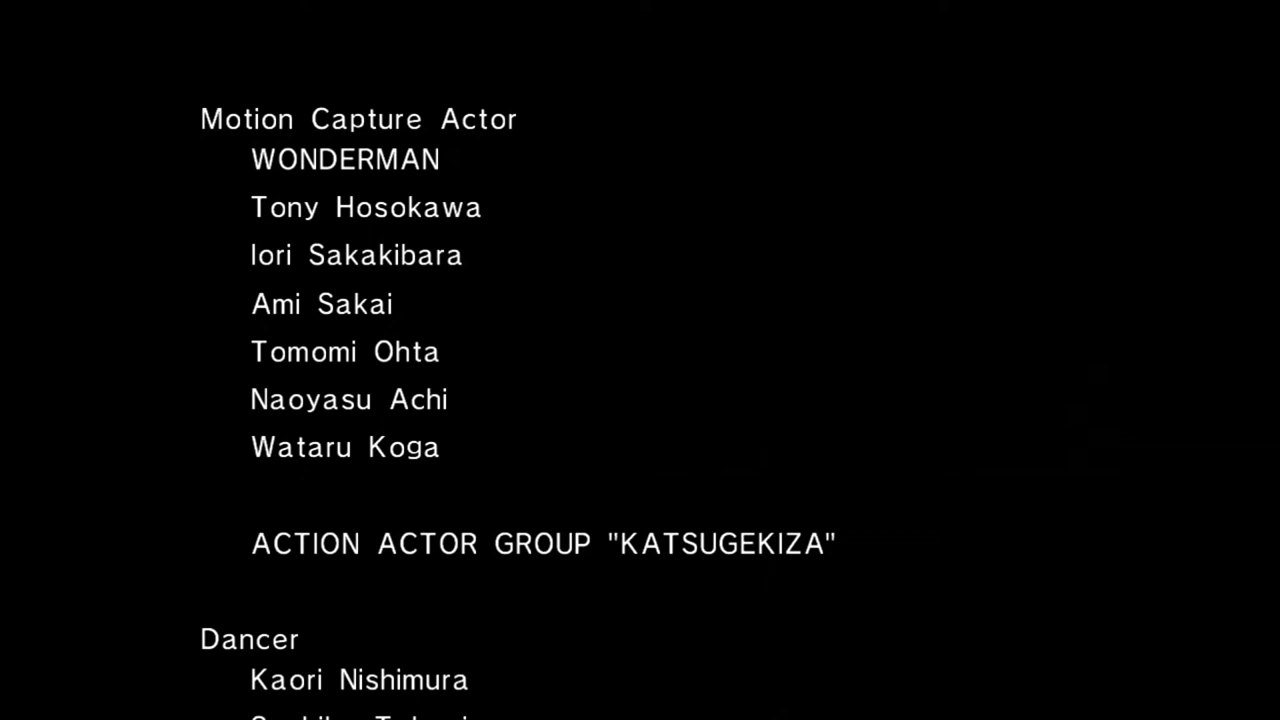 Motion Capture Actor
WONDERMAN
Tony Hosokawa
Iori Sakakibara
Ami Sakai
Tomomi Ohta
Naoyasu Achi
Wataru Koga
ACTION ACTOR GROUP "KATSUGEKIZA"
Dancer
Kaori Nishimura